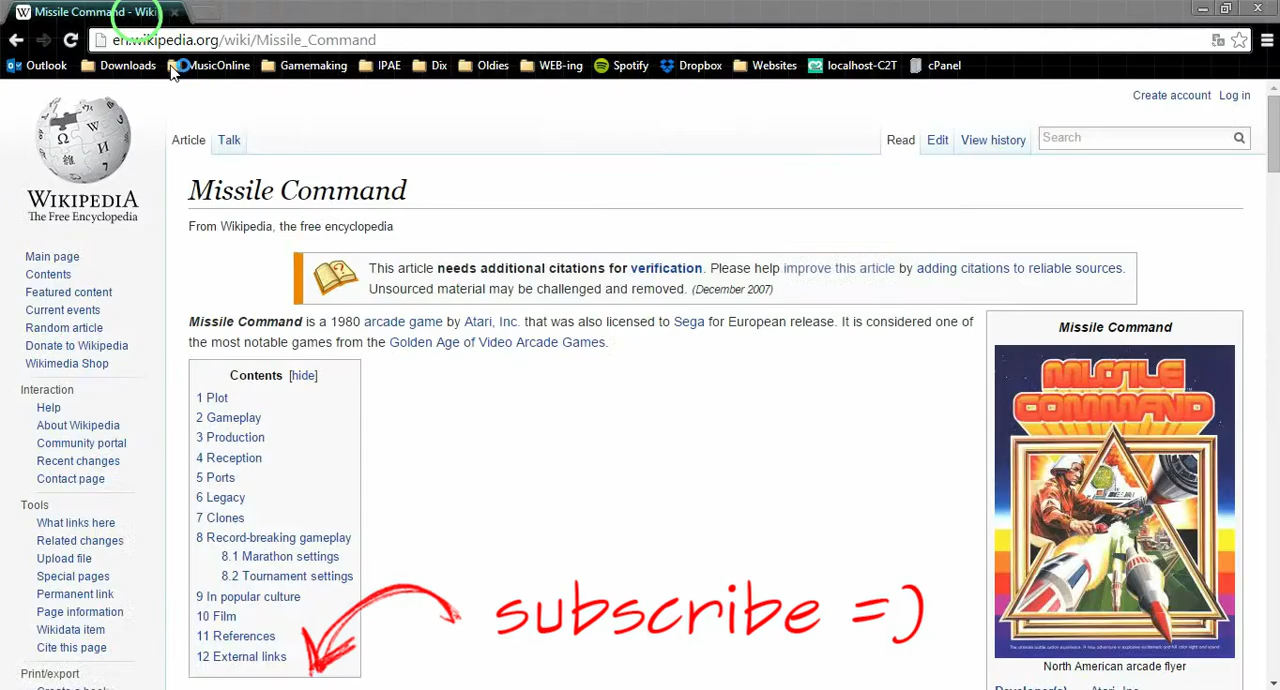 Missile Command - Wiki
en.wikipedia.org/wiki/Missile_Command
Outlook Downloads MusicOnline Gamemaking IPAE Dix Oldies WEB-ing Spotify Dropbox Websites localhost-C2T cPanel
Create account Log in
Article Talk Read Edit View history Search
WIKIPEDIA
The Free Encyclopedia
Main page
Contents
Featured content
Current events
Random article
Donate to Wikipedia
Wikimedia Shop
Interaction
Help
About Wikipedia
Community portal
Recent changes
Contact page
Tools
What links here
Related changes
Upload file
Special pages
Permanent link
Page information
Wikidata item
Cite this page
Print/export
Missile Command
From Wikipedia, the free encyclopedia
This article needs additional citations for verification. Please help improve this article by adding citations to reliable sources.
Unsourced material may be challenged and removed. (December 2007)
Missile Command is a 1980 arcade game by Atari, Inc. that was also licensed to Sega for European release. It is considered one of
the most notable games from the Golden Age of Video Arcade Games.
Contents [hide]
1 Plot
2 Gameplay
3 Production
4 Reception
5 Ports
6 Legacy
7 Clones
8 Record-breaking gameplay
8.1 Marathon settings
8.2 Tournament settings
9 In popular culture
10 Film
11 References
12 External links
subscribe =)
Missile Command
MISSILE
COMMAND
North American arcade flyer